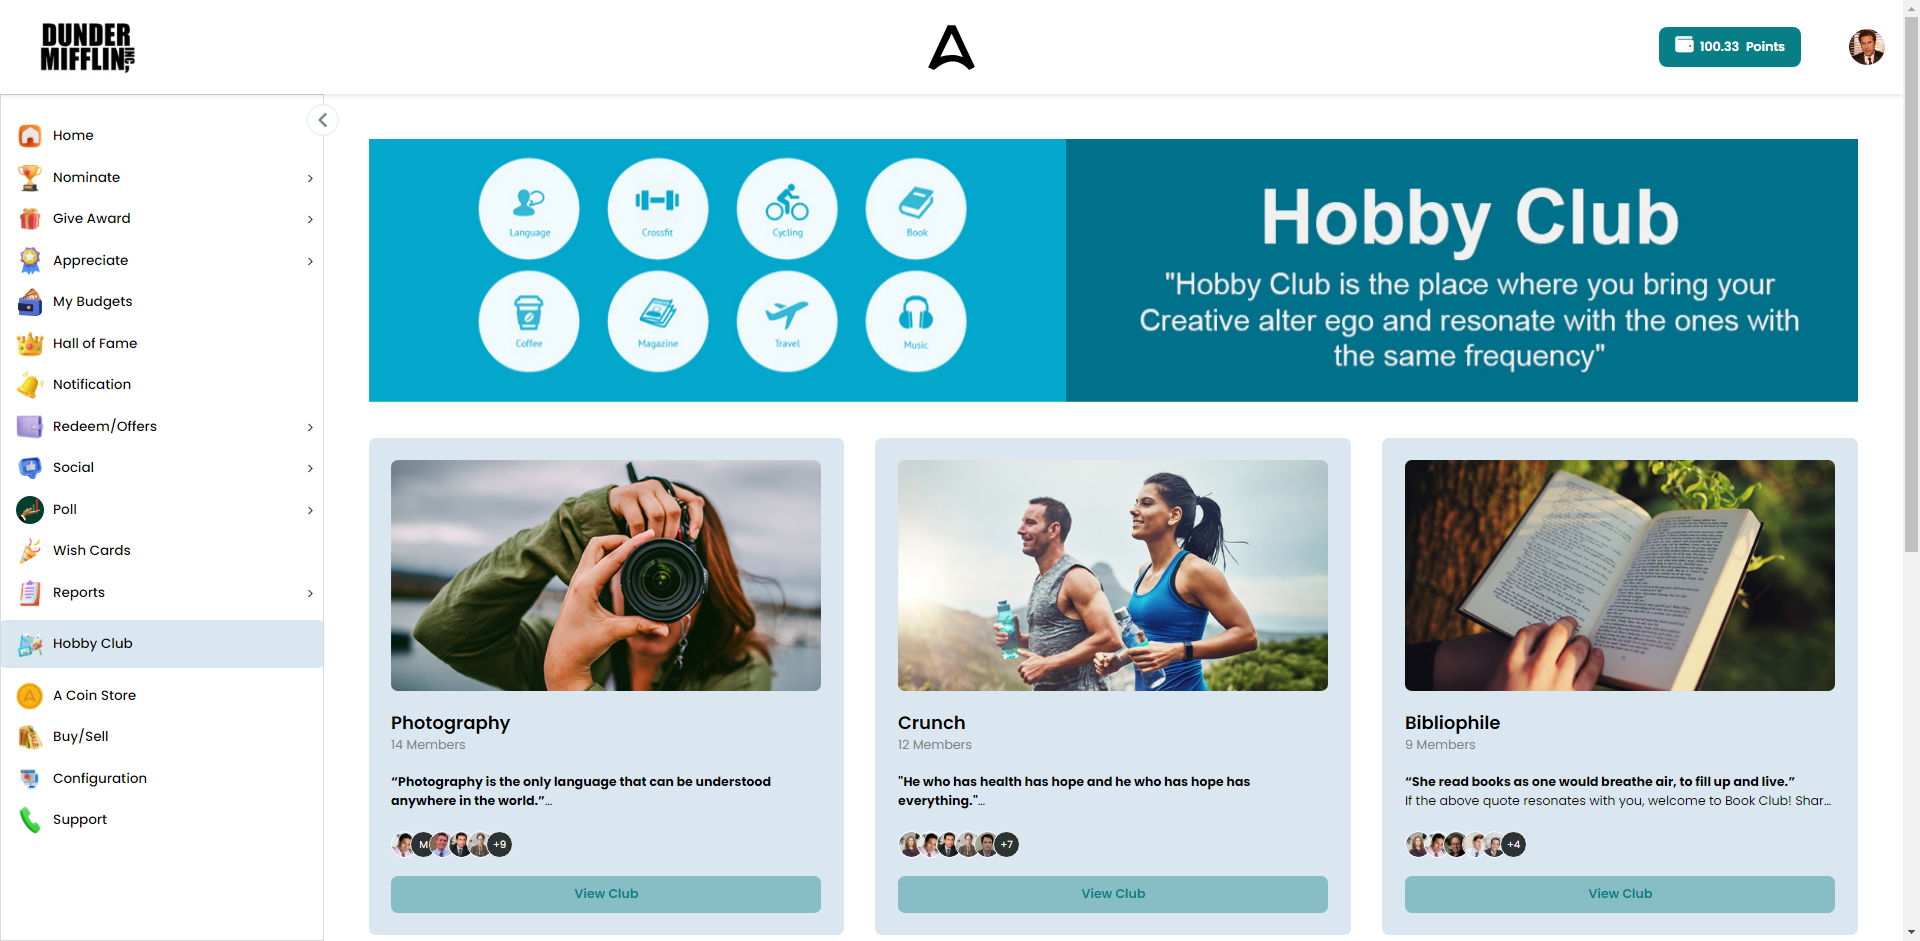 DUNDER
MIFFLIN, INC
100.33 Points
Home
Nominate
Give Award
Appreciate
My Budgets
Hall of Fame
Notification
Redeem/Offers
Social
Poll
Wish Cards
Reports
Hobby Club
A Coin Store
Buy/Sell
Configuration
Support
Language
Crossfit
Cycling
Book
Coffee
Magazine
Travel
Music
Hobby Club
"Hobby Club is the place where you bring your
Creative alter ego and resonate with the ones with
the same frequency"
Photography
14 Members
“Photography is the only language that can be understood
anywhere in the world.”...
M
+9
View Club
Crunch
12 Members
"He who has health has hope and he who has hope has
everything."...
+7
View Club
Bibliophile
9 Members
“She read books as one would breathe air, to fill up and live.”
If the above quote resonates with you, welcome to Book Club! Shar...
+4
View Club